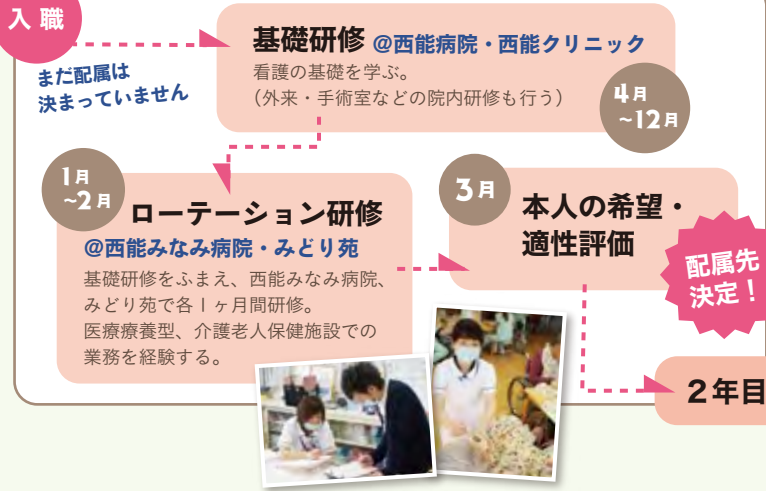 入職
まだ配属は
決まっていません
基礎研修 @西能病院・西能クリニック
看護の基礎を学ぶ。
(外来・手術室などの院内研修も行う)
4月
~12月
1月
~2月
ローテーション研修
@西能みなみ病院・みどり苑
基礎研修をふまえ、西能みなみ病院、
みどり苑で各1ヶ月間研修。
医療療養型、介護老人保健施設での
業務を経験する。
3月
本人の希望・
適性評価
配属先
決定!
2年目